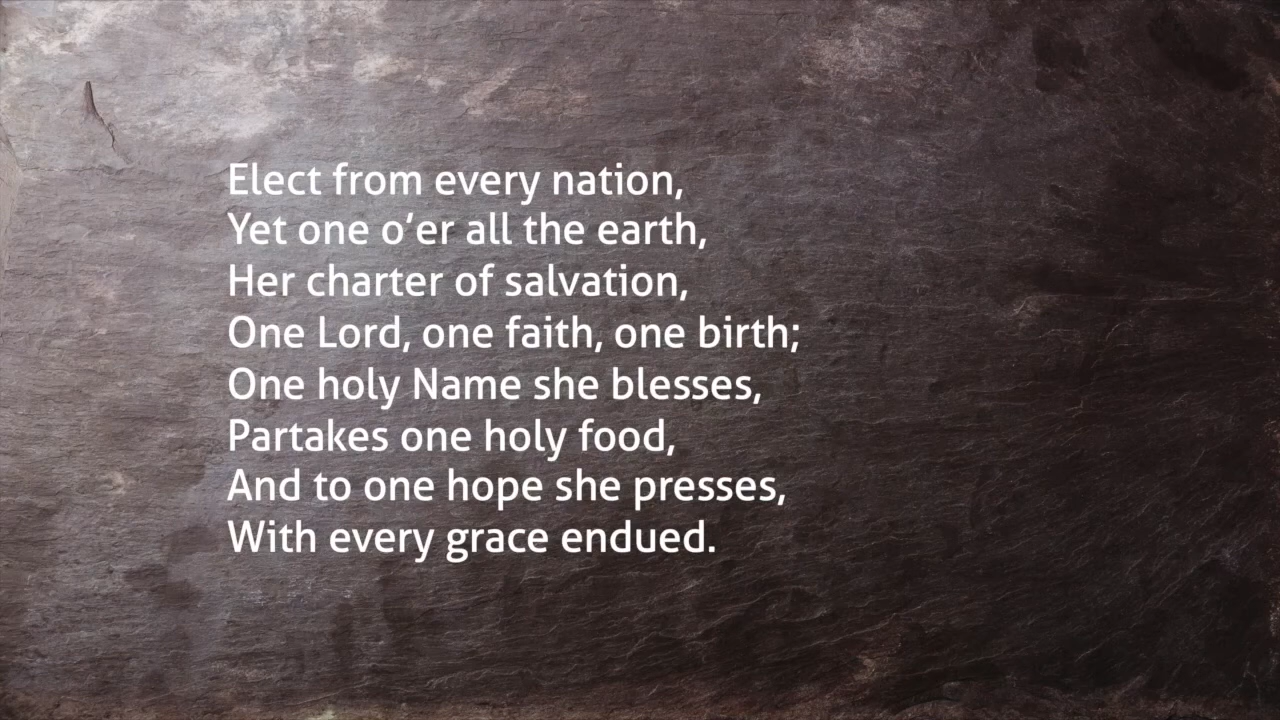 Elect from every nation,
Yet one o’er all the earth,
Her charter of salvation,
One Lord, one faith, one birth;
One holy Name she blesses,
Partakes one holy food,
And to one hope she presses,
With every grace endued.